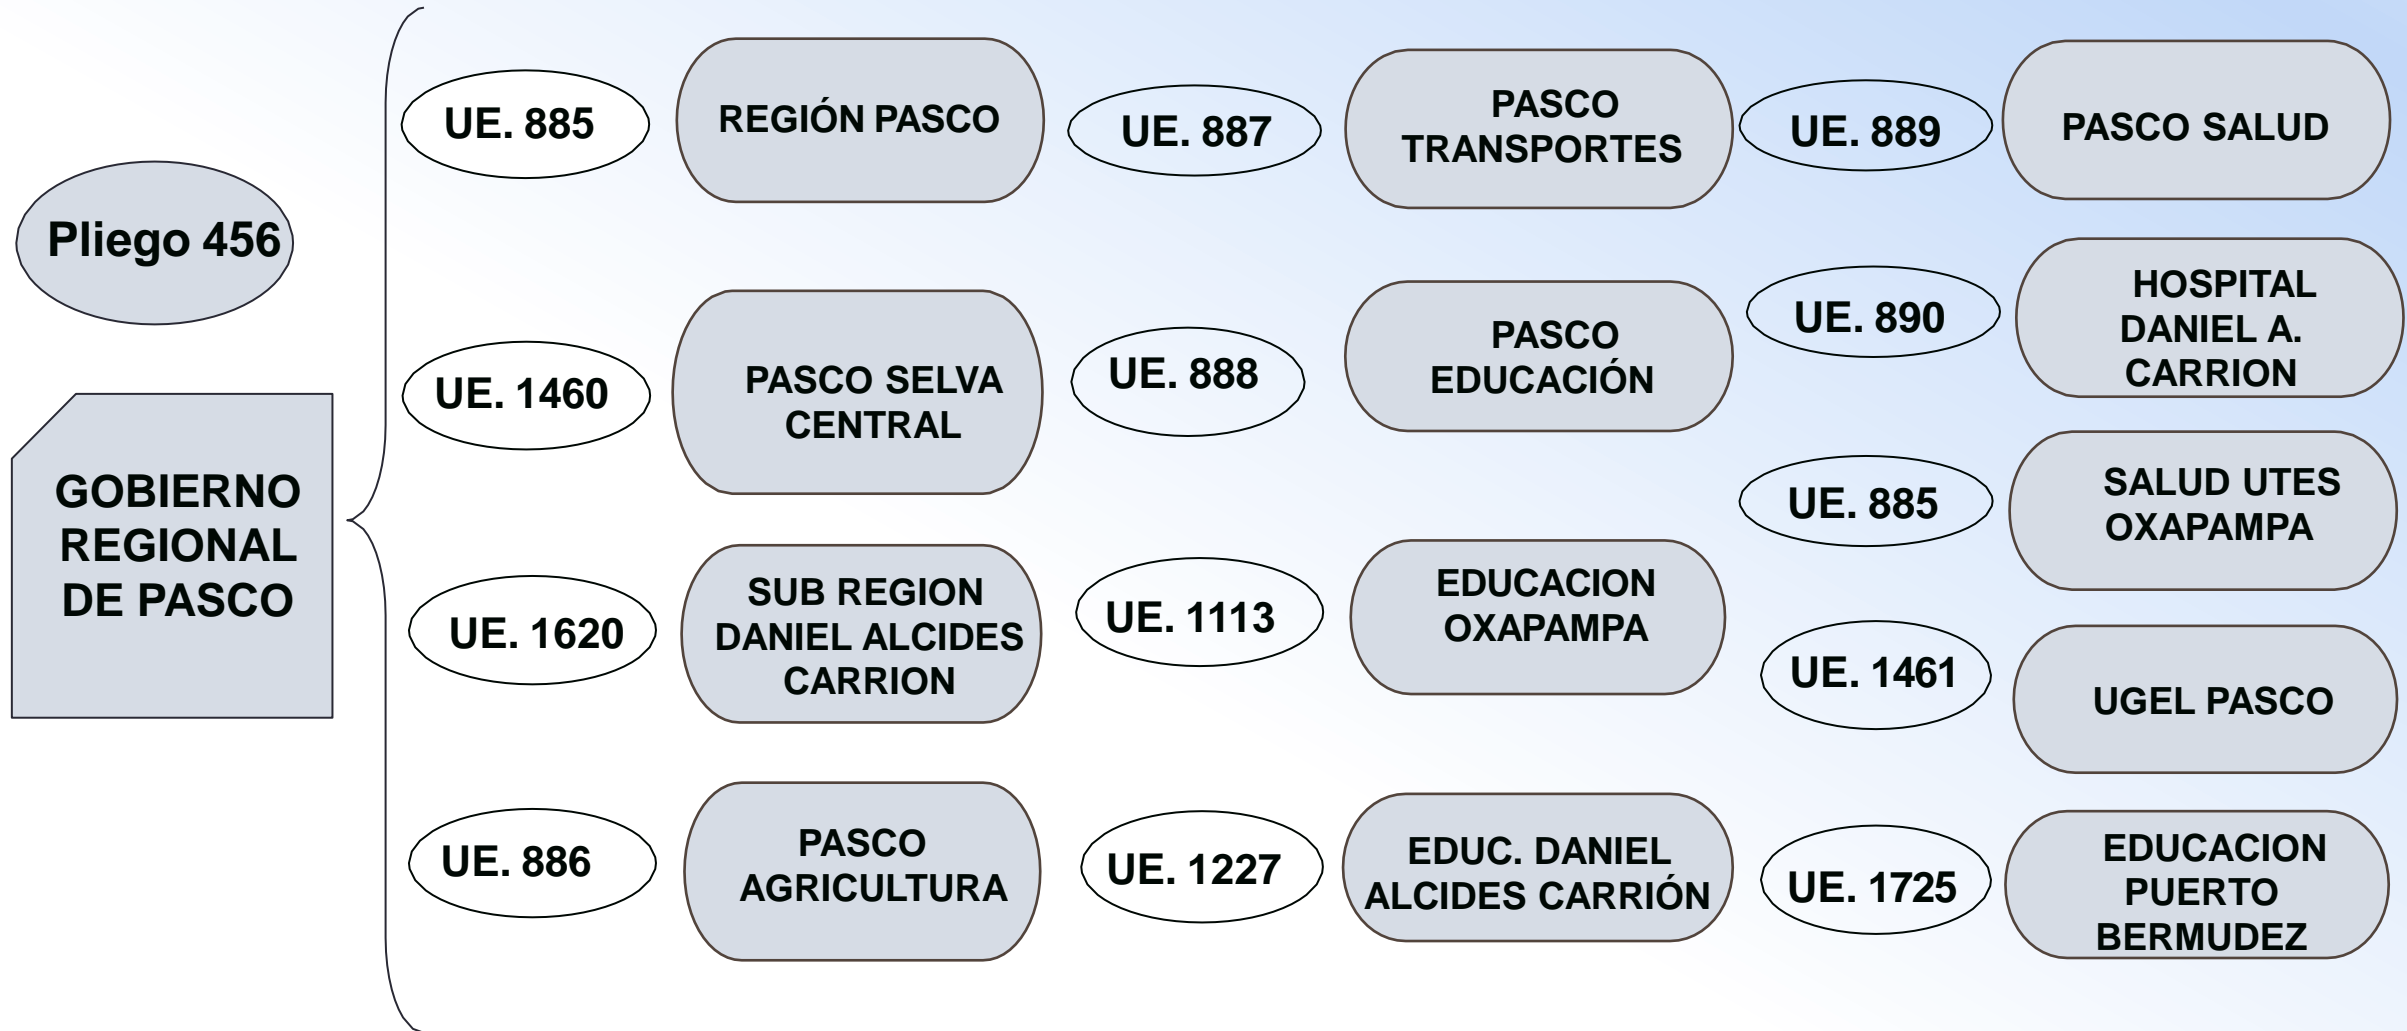 Pliego 456
GOBIERNO
REGIONAL
DE PASCO
UE. 885
REGIÓN PASCO
UE. 1460
PASCO SELVA
CENTRAL
UE. 1620
SUB REGION
DANIEL ALCIDES
CARRION
UE. 886
PASCO
AGRICULTURA
UE. 887
PASCO
TRANSPORTES
UE. 888
PASCO
EDUCACIÓN
UE. 1113
EDUCACION
OXAPAMPA
UE. 1227
EDUC. DANIEL
ALCIDES CARRIÓN
UE. 889
PASCO SALUD
UE. 890
HOSPITAL
DANIEL A.
CARRION
UE. 885
SALUD UTES
OXAPAMPA
UE. 1461
UGEL PASCO
UE. 1725
EDUCACION
PUERTO
BERMUDEZ